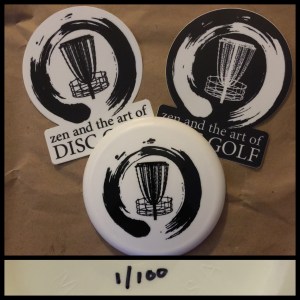 zen and the art of
DISC G
zen and the art of
GOLF
1/100